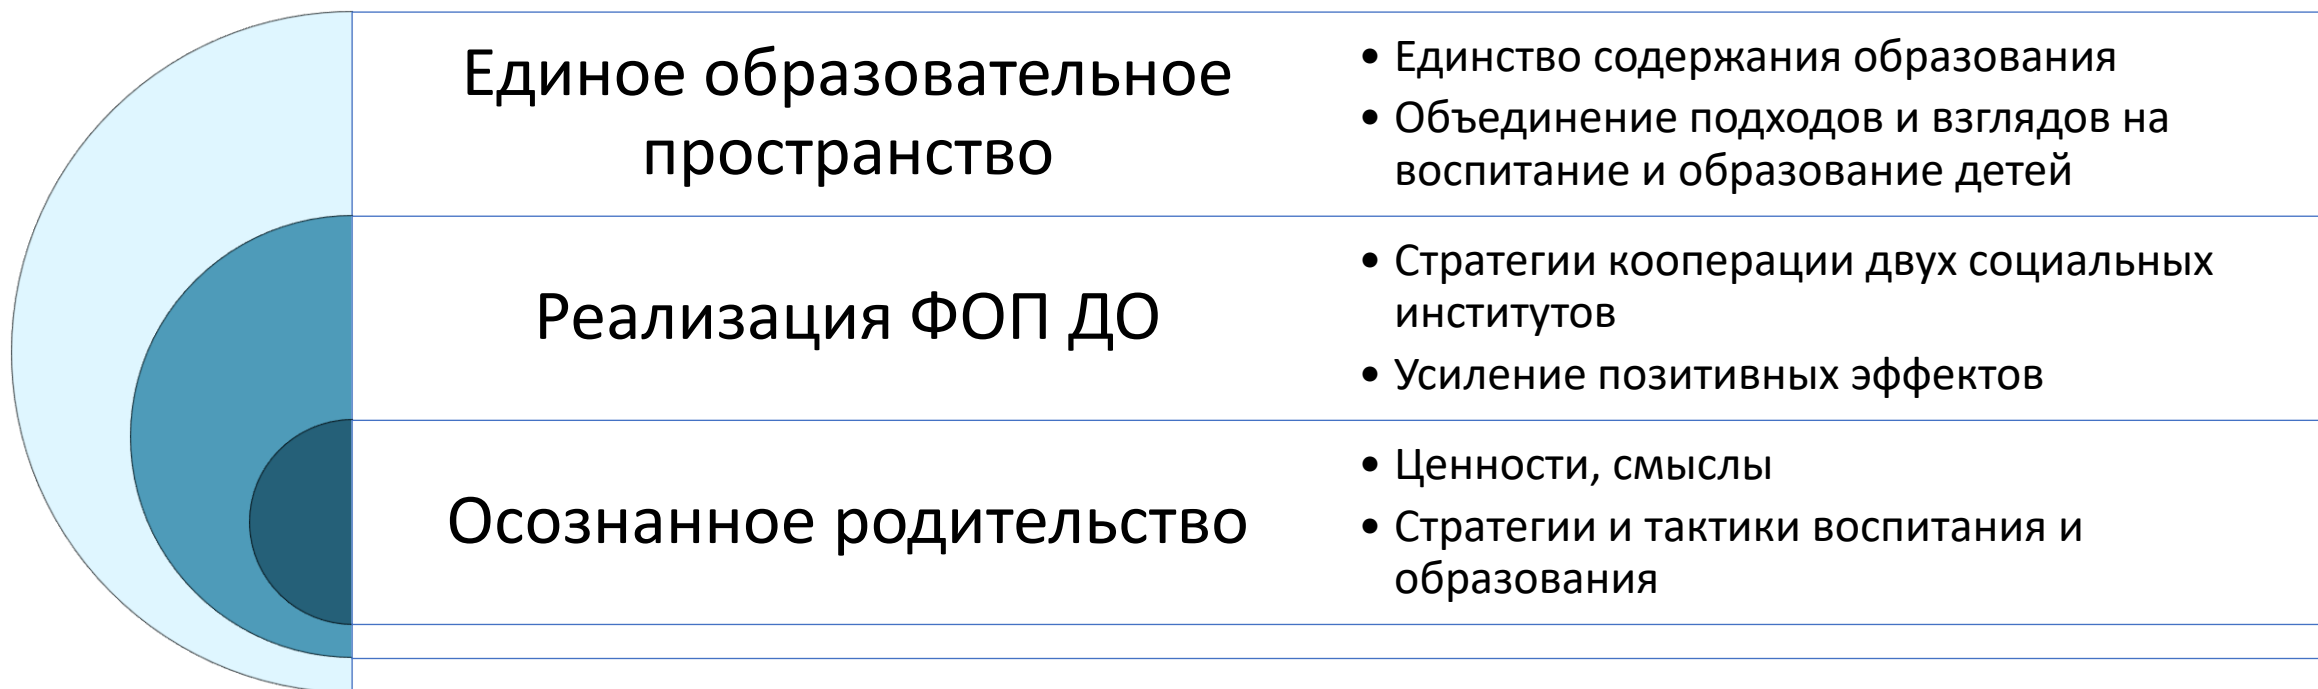 Единое образовательное
пространство
• Единство содержания образования
• Объединение подходов и взглядов на
воспитание и образование детей
Реализация ФОП ДО
• Стратегии кооперации двух социальных
институтов
• Усиление позитивных эффектов
Осознанное родительство
• Ценности, смыслы
• Стратегии и тактики воспитания и
образования